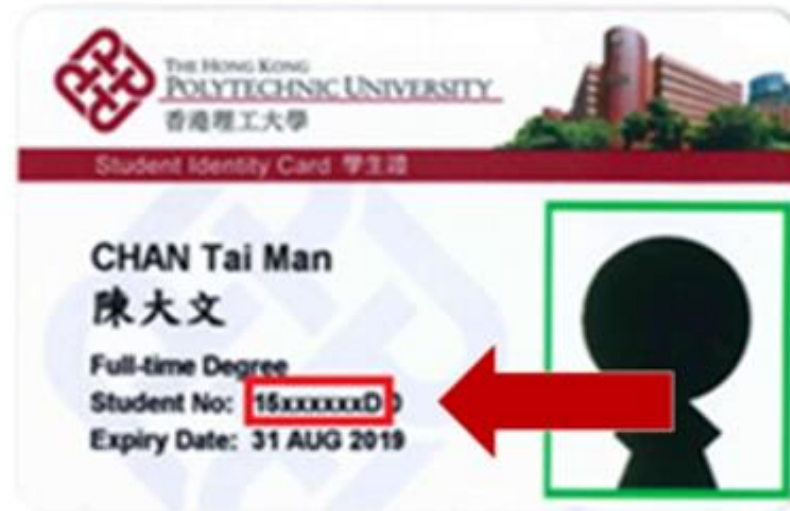 THE HONG KONG
POLYTECHNIC UNIVERSITY
香港理工大學
Student Identity Card 學生證
CHAN Tai Man
陳大文
Full-time Degree
Student No: 15xxxxxxD
Expiry Date: 31 AUG 2019